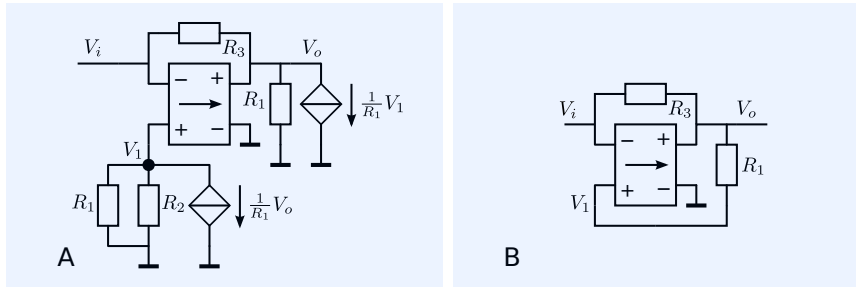 V_i
R_3
V_o
− +
+ −
R_1
1/R_1 V_1
V_1
R_1
R_2
1/R_1 V_o
A
V_i
R_3
V_o
− +
+ −
R_1
V_1
B